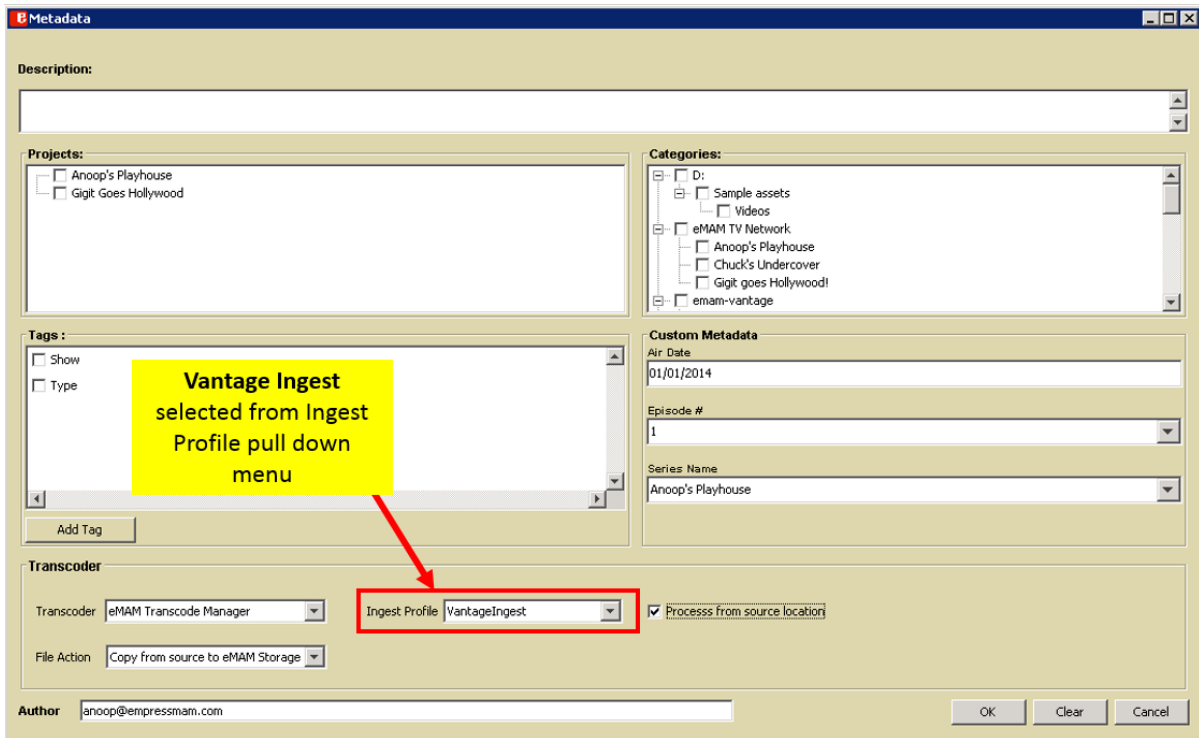 Metadata
Description:
Projects:
Anoop's Playhouse
Gigit Goes Hollywood
Categories:
D:
Sample assets
Videos
eMAM TV Network
Anoop's Playhouse
Chuck's Undercover
Gigit goes Hollywood!
emam-vantage
Tags :
Show
Type
Add Tag
Vantage Ingest
selected from Ingest
Profile pull down
menu
Custom Metadata
Air Date
01/01/2014
Episode #
1
Series Name
Anoop's Playhouse
Transcoder
Transcoder eMAM Transcode Manager Ingest Profile VantageIngest Processs from source location
File Action Copy from source to eMAM Storage
Author anoop@empressmam.com OK Clear Cancel